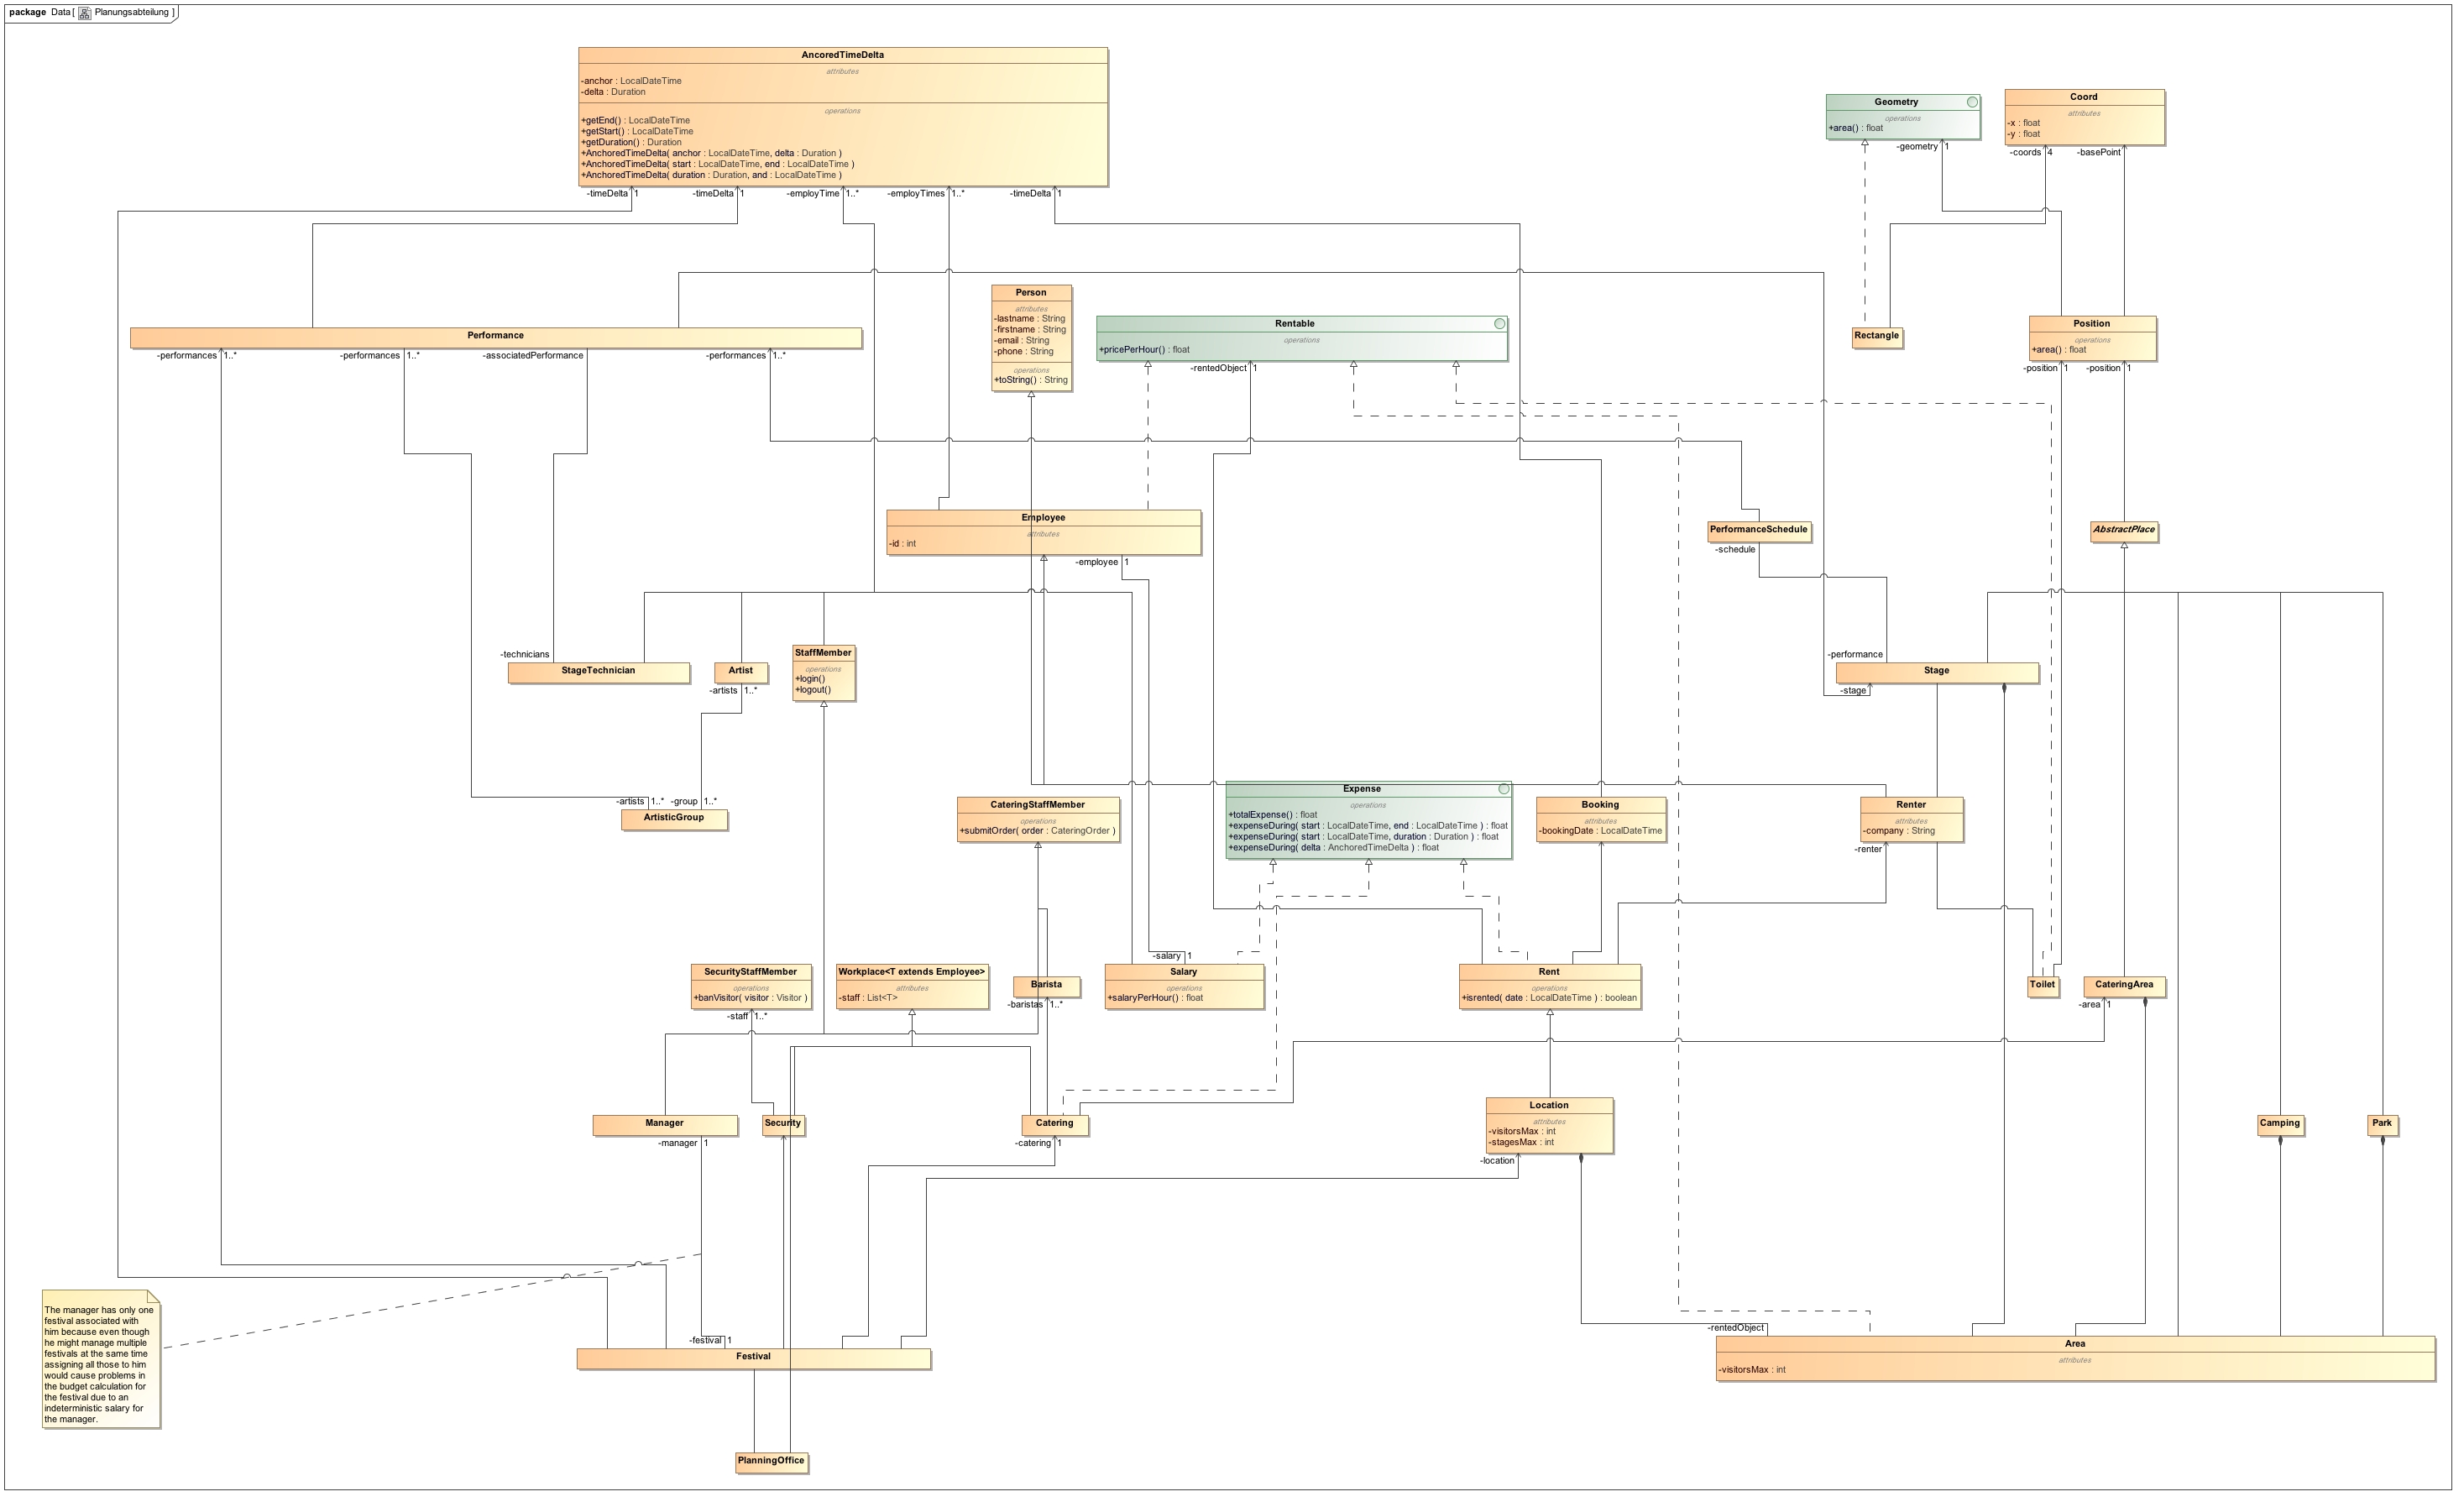 package Data [ Planungsabteilung ]
AncoredTimeDelta
attributes
-anchor : LocalDateTime
-delta : Duration
operations
+getEnd() : LocalDateTime
+getStart() : LocalDateTime
+getDuration() : Duration
+AnchoredTimeDelta( anchor : LocalDateTime, delta : Duration )
+AnchoredTimeDelta( start : LocalDateTime, end : LocalDateTime )
+AnchoredTimeDelta( duration : Duration, and : LocalDateTime )
-timeDelta 1
-timeDelta 1
-employTime 1..*
-employTimes 1..*
-timeDelta 1
Geometry
operations
+area() : float
-geometry 1
Coord
attributes
-x : float
-y : float
-coords 4
-basePoint
Person
attributes
-lastname : String
-firstname : String
-email : String
-phone : String
operations
+toString() : String
Rentable
operations
+pricePerHour() : float
-rentedObject 1
Performance
-performances 1..*
-performances 1..*
-associatedPerformance
-performances 1..*
Rectangle
Position
operations
+area() : float
-position 1
-position 1
Employee
attributes
-id : int
-employee 1
PerformanceSchedule
-schedule
AbstractPlace
-technicians
StageTechnician
Artist
-artists 1..*
StaffMember
operations
+login()
+logout()
-performance
Stage
-stage
-artists 1..*
-group 1..*
ArtisticGroup
CateringStaffMember
operations
+submitOrder( order : CateringOrder )
Expense
operations
+totalExpense() : float
+expenseDuring( start : LocalDateTime, end : LocalDateTime ) : float
+expenseDuring( start : LocalDateTime, duration : Duration ) : float
+expenseDuring( delta : AnchoredTimeDelta ) : float
Booking
attributes
-bookingDate : LocalDateTime
Renter
attributes
-company : String
-renter
SecurityStaffMember
operations
+banVisitor( visitor : Visitor )
-staff 1..*
Workplace<T extends Employee>
attributes
-staff : List<T>
Barista
-baristas 1..*
-salary 1
Salary
operations
+salaryPerHour() : float
Rent
operations
+isrented( date : LocalDateTime ) : boolean
Toilet
CateringArea
-area 1
Manager
-manager 1
Security
Catering
-catering 1
Location
attributes
-visitorsMax : int
-stagesMax : int
-location
Camping
Park
The manager has only one
festival associated with
him because even though
he might manage multiple
festivals at the same time
assigning all those to him
would cause problems in
the budget calculation for
the festival due to an
indeterministic salary for
the manager.
-festival 1
Festival
-rentedObject
Area
attributes
-visitorsMax : int
PlanningOffice